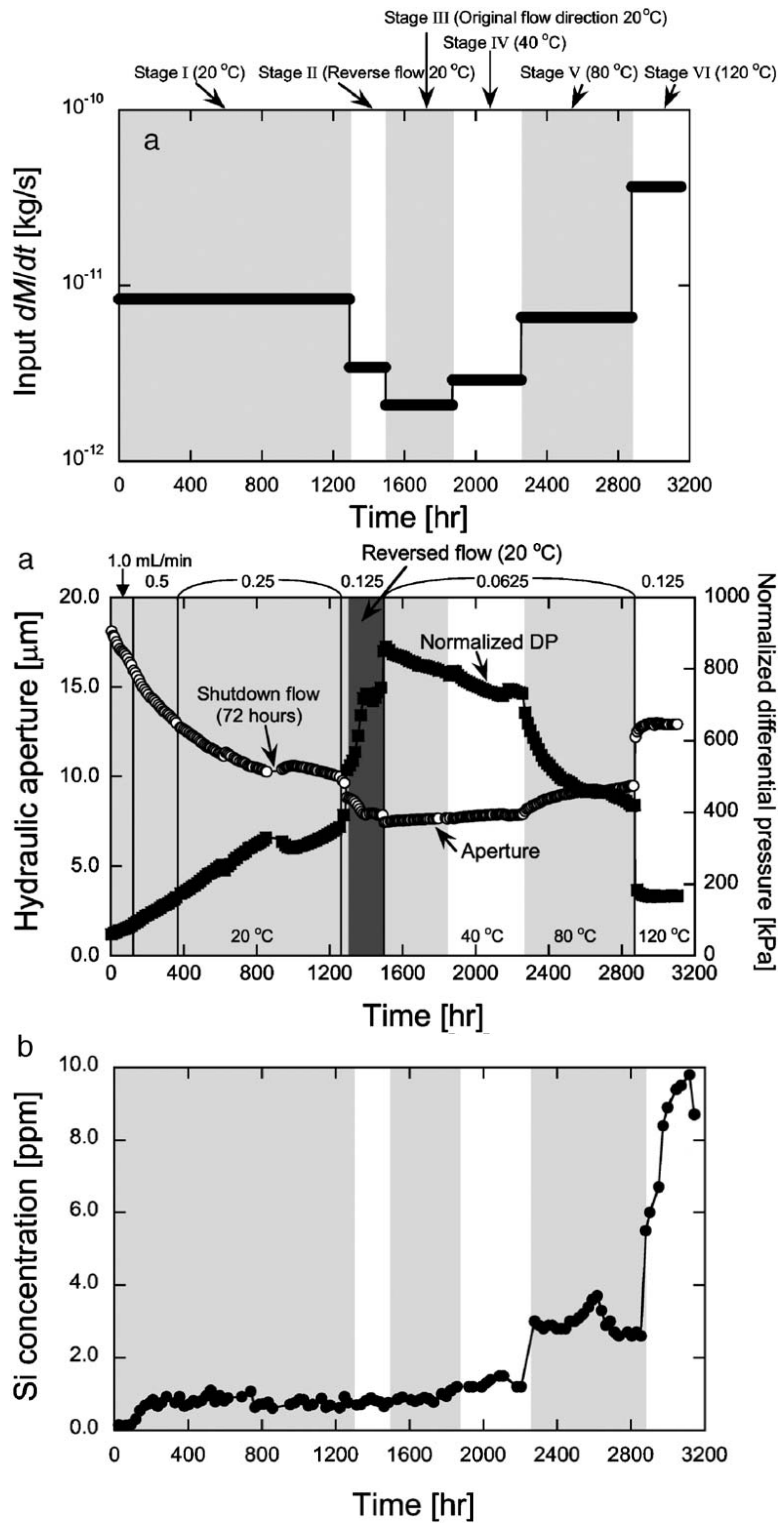 Stage III (Original flow direction 20 °C)
Stage IV (40 °C)
Stage I (20 °C) Stage II (Reverse flow 20 °C) Stage V (80 °C) Stage VI (120 °C)
10-10
a
10-11
10-12
Input dM/dt [kg/s]
0 400 800 1200 1600 2000 2400 2800 3200
Time [hr]
a
Reversed flow (20 °C)
1.0 mL/min
0.5 0.25 0.125 0.0625 0.125
20.0 1000
15.0 800
10.0 600
5.0 400
0.0 200
0
Hydraulic aperture [μm]
Normalized differential pressure [kPa]
Normalized DP
Shutdown flow
(72 hours)
Aperture
20 °C 40 °C 80 °C 120 °C
0 400 800 1200 1600 2000 2400 2800 3200
Time [hr]
b
10.0
8.0
6.0
4.0
2.0
0.0
Si concentration [ppm]
0 400 800 1200 1600 2000 2400 2800 3200
Time [hr]